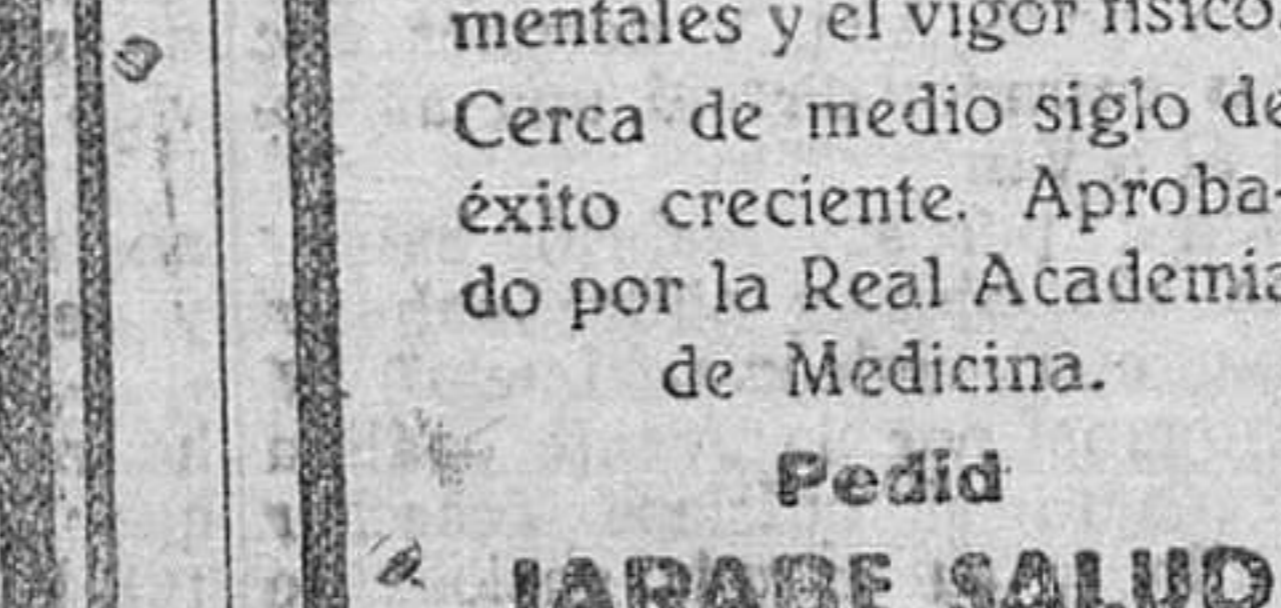 mentales y el vigor físico.
Cerca de medio siglo de
éxito creciente. Aproba-
do por la Real Academia
de Medicina.
Pedid
JARABE SALUD